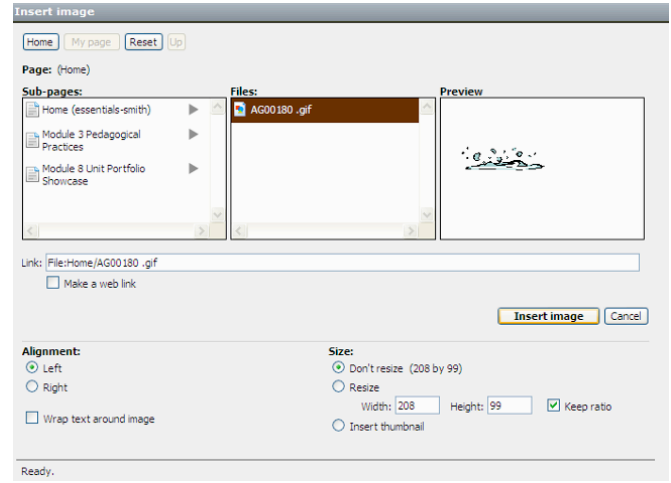 Insert image
Home My page Reset Up
Page: (Home)
Sub-pages: Files: Preview
Home (essentials-smith) AG00180 .gif
Module 3 Pedagogical
Practices
Module 8 Unit Portfolio
Showcase
Link: File:Home/AG00180 .gif
Make a web link
Insert image Cancel
Alignment: Size:
Left Don't resize (208 by 99)
Right Resize
Width: 208 Height: 99 Keep ratio
Wrap text around image
Insert thumbnail
Ready.